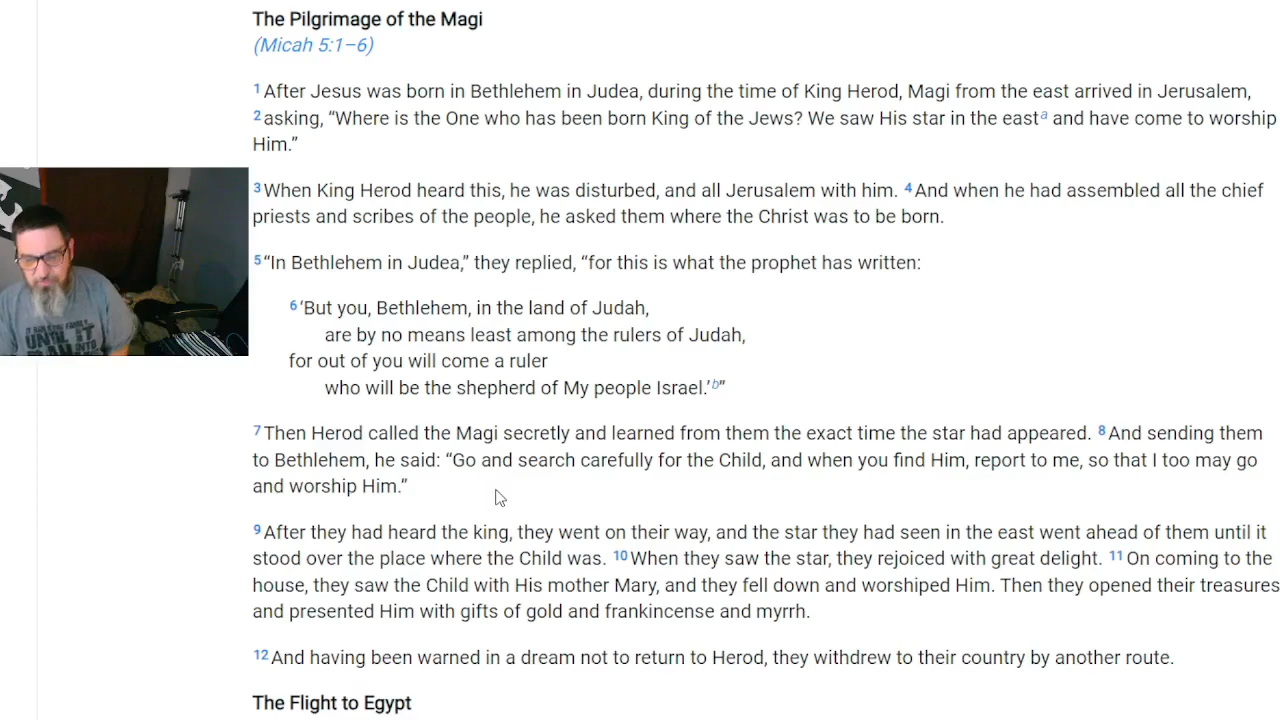 The Pilgrimage of the Magi
(Micah 5:1–6)
1 After Jesus was born in Bethlehem in Judea, during the time of King Herod, Magi from the east arrived in Jerusalem,
2 asking, “Where is the One who has been born King of the Jews? We saw His star in the east a and have come to worship
Him.”
3 When King Herod heard this, he was disturbed, and all Jerusalem with him. 4 And when he had assembled all the chief
priests and scribes of the people, he asked them where the Christ was to be born.
5 “In Bethlehem in Judea,” they replied, “for this is what the prophet has written:
6 ‘But you, Bethlehem, in the land of Judah,
are by no means least among the rulers of Judah,
for out of you will come a ruler
who will be the shepherd of My people Israel.’ b”
7 Then Herod called the Magi secretly and learned from them the exact time the star had appeared. 8 And sending them
to Bethlehem, he said: “Go and search carefully for the Child, and when you find Him, report to me, so that I too may go
and worship Him.”
9 After they had heard the king, they went on their way, and the star they had seen in the east went ahead of them until it
stood over the place where the Child was. 10 When they saw the star, they rejoiced with great delight. 11 On coming to the
house, they saw the Child with His mother Mary, and they fell down and worshiped Him. Then they opened their treasures
and presented Him with gifts of gold and frankincense and myrrh.
12 And having been warned in a dream not to return to Herod, they withdrew to their country by another route.
The Flight to Egypt
UNTIL IT
INTO